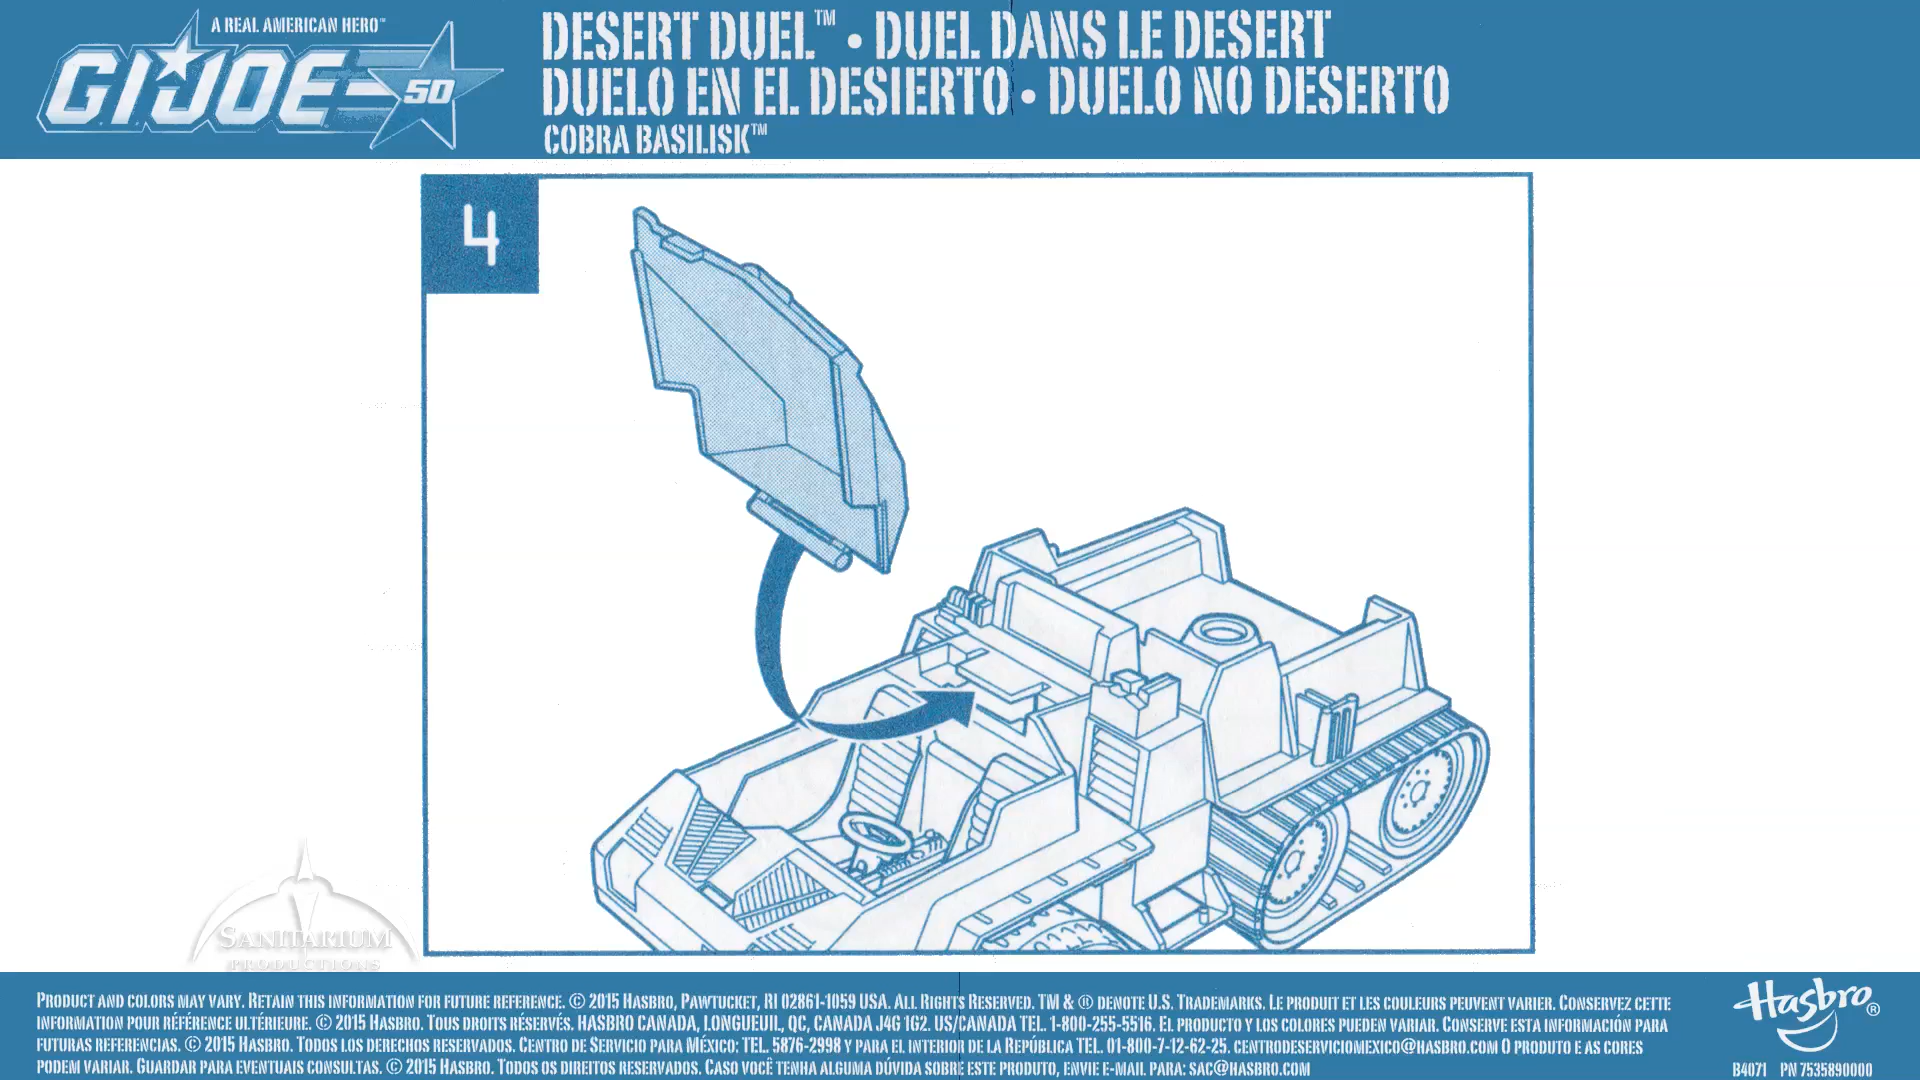 A REAL AMERICAN HERO™
G.I. JOE 50
DESERT DUEL™ • DUEL DANS LE DESERT
DUELO EN EL DESIERTO • DUELO NO DESERTO
COBRA BASILISK™
4
SANITARIUM
PRODUCTIONS
PRODUCT AND COLORS MAY VARY. RETAIN THIS INFORMATION FOR FUTURE REFERENCE. © 2015 HASBRO, PAWTUCKET, RI 02861-1059 USA. ALL RIGHTS RESERVED. TM & ® DENOTE U.S. TRADEMARKS. LE PRODUIT ET LES COULEURS PEUVENT VARIER. CONSERVEZ CETTE
INFORMATION POUR RÉFÉRENCE ULTÉRIEURE. © 2015 HASBRO. TOUS DROITS RÉSERVÉS. HASBRO CANADA, LONGUEUIL, QC, CANADA J4G 1G2. US/CANADA TEL. 1-800-255-5516. EL PRODUCTO Y LOS COLORES PUEDEN VARIAR. CONSERVE ESTA INFORMACIÓN PARA
FUTURAS REFERENCIAS. © 2015 HASBRO. TODOS LOS DERECHOS RESERVADOS. CENTRO DE SERVICIO PARA MÉXICO: TEL. 5876-2998 Y PARA EL INTERIOR DE LA REPÚBLICA TEL. 01-800-7-12-62-25. CENTRODESERVICIOMEXICO@HASBRO.COM O PRODUTO E AS CORES
PODEM VARIAR. GUARDAR PARA EVENTUAIS CONSULTAS. © 2015 HASBRO. TODOS OS DIREITOS RESERVADOS. CASO VOCÊ TENHA ALGUMA DÚVIDA SOBRE ESTE PRODUTO, ENVIE E-MAIL PARA: SAC@HASBRO.COM
Hasbro®
B4071 PN 7535890000